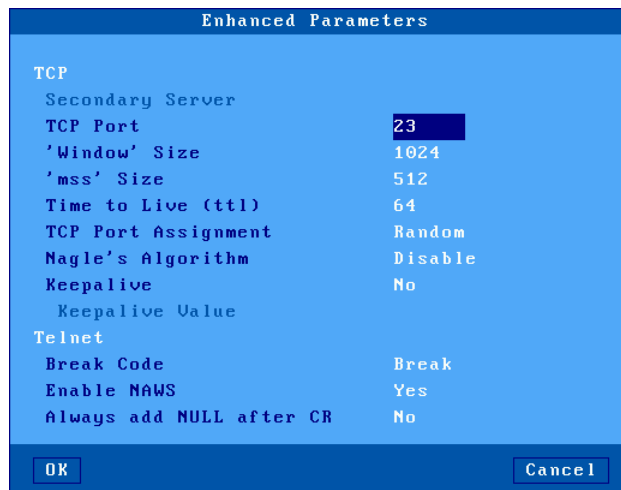 Enhanced Parameters
TCP
Secondary Server
TCP Port 23
'Window' Size 1024
'mss' Size 512
Time to Live (ttl) 64
TCP Port Assignment Random
Nagle's Algorithm Disable
Keepalive No
Keepalive Value
Telnet
Break Code Break
Enable NAWS Yes
Always add NULL after CR No
OK Cancel